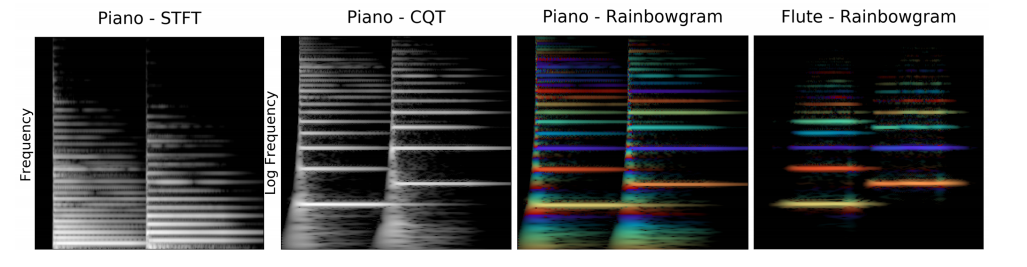 Piano - STFT
Piano - CQT
Piano - Rainbowgram
Flute - Rainbowgram
Frequency
Log Frequency